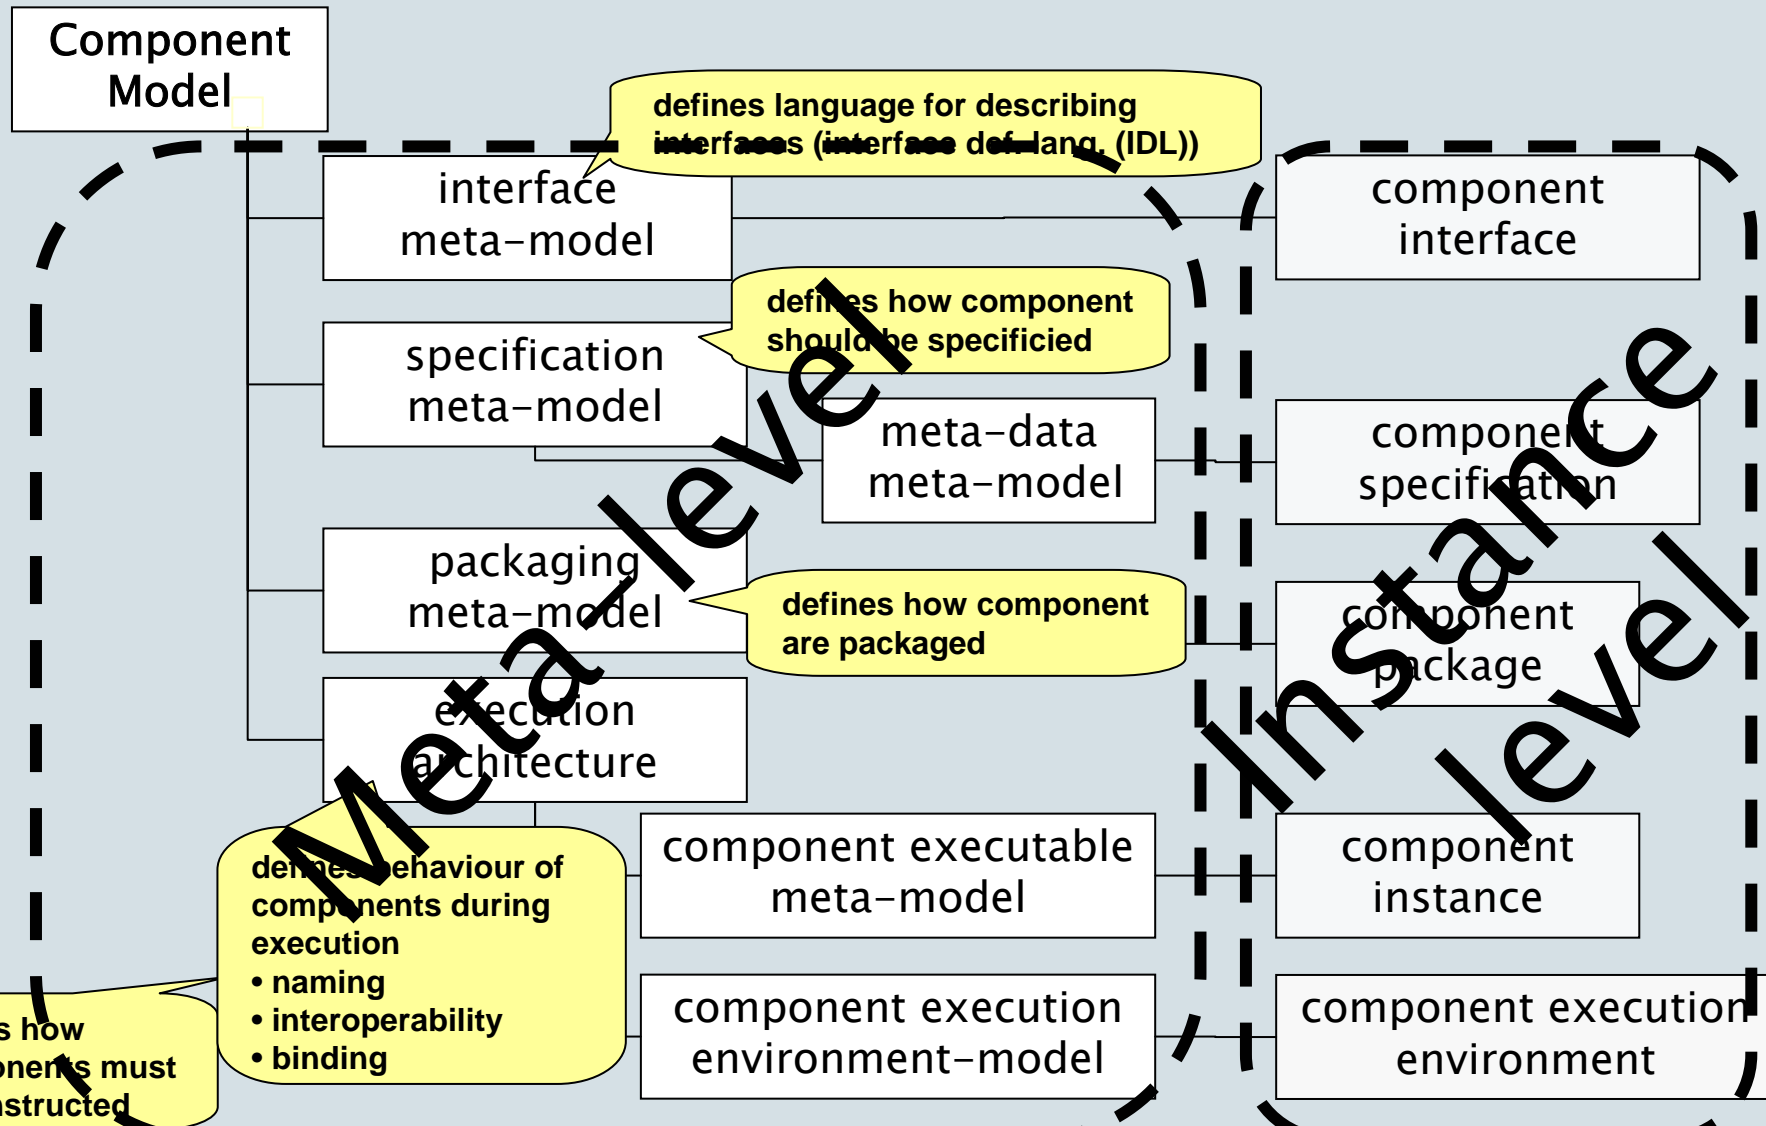 Component
Model
defines language for describing
interfaces (interface def. lang. (IDL))
interface
meta-model
component
interface
defines how component
should be specificied
specification
meta-model
meta-data
meta-model
component
specification
packaging
meta-model
defines how component
are packaged
component
package
execution
architecture
Meta-level
Instance
level
defines behaviour of
components during
execution
• naming
• interoperability
• binding
component executable
meta-model
component
instance
component execution
environment-model
component execution
environment
how
must